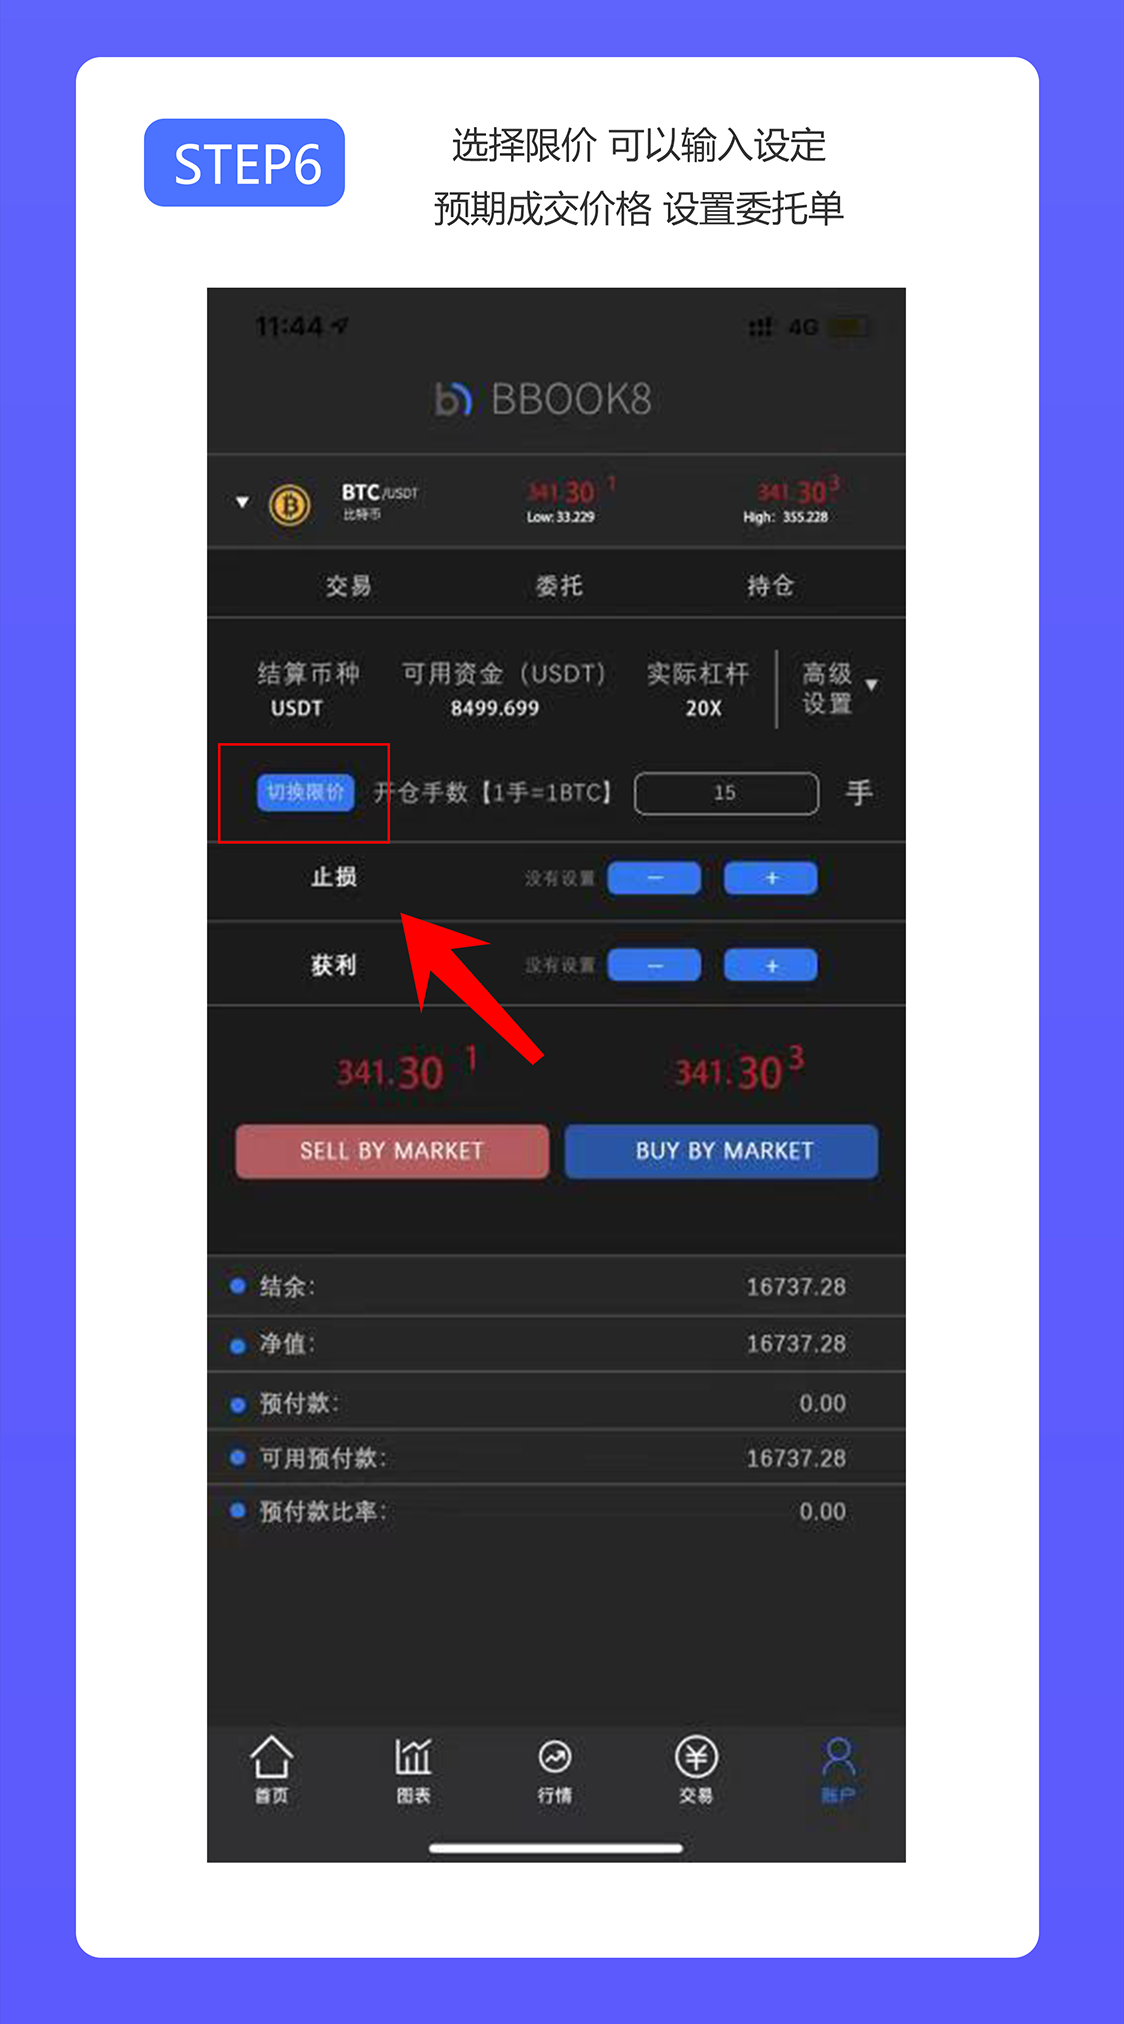 STEP6
选择限价 可以输入设定
预期成交价格 设置委托单
11:44
4G
BBOOK8
BTC/USDT
比特币
341.30 1
Low: 33.229
341.30 3
High: 355.228
交易 委托 持仓
结算币种 可用资金（USDT） 实际杠杆 高级
USDT 8499.699 20X 设置
切换限价 开仓手数【1手=1BTC】 15 手
止损 没有设置 − +
获利 没有设置 − +
341.30 1 341.30 3
SELL BY MARKET BUY BY MARKET
结余: 16737.28
净值: 16737.28
预付款: 0.00
可用预付款: 16737.28
预付款比率: 0.00
首页 图表 行情 交易 账户